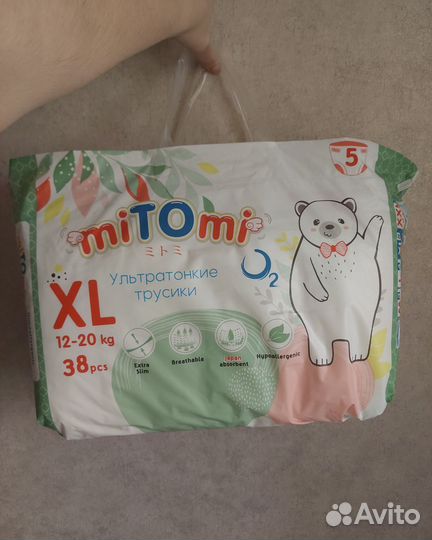 5
miTOmi
ミトミ
Ультратонкие
трусики
O2
XL
12-20 kg
38 pcs
Extra
Slim
Breathable
Japan
absorbent
Hypoallergenic
Avito